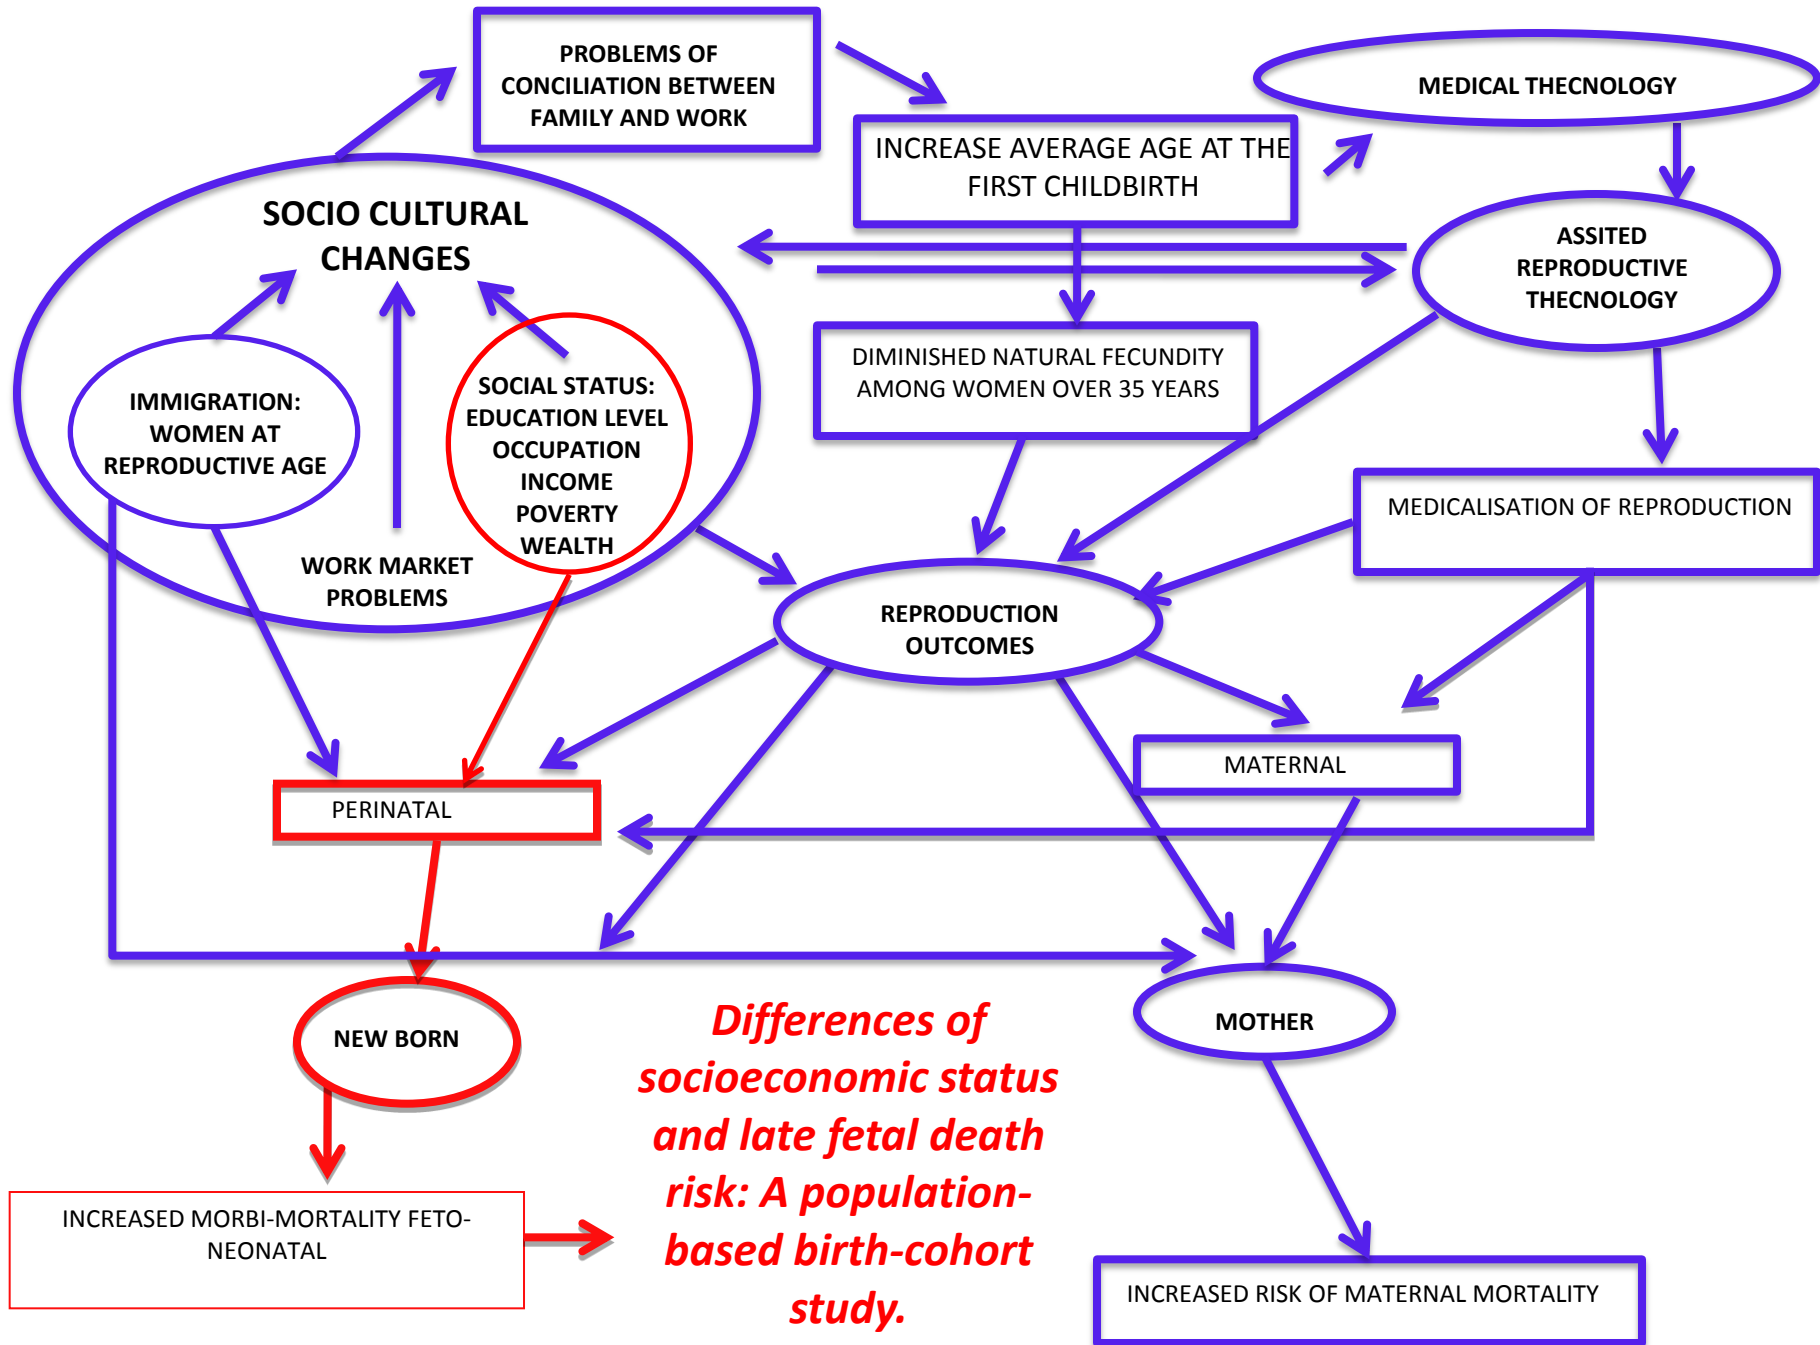 PROBLEMS OF
CONCILIATION BETWEEN
FAMILY AND WORK
MEDICAL THECNOLOGY
INCREASE AVERAGE AGE AT THE
FIRST CHILDBIRTH
SOCIO CULTURAL
CHANGES
ASSITED
REPRODUCTIVE
THECNOLOGY
DIMINISHED NATURAL FECUNDITY
AMONG WOMEN OVER 35 YEARS
IMMIGRATION:
WOMEN AT
REPRODUCTIVE AGE
SOCIAL STATUS:
EDUCATION LEVEL
OCCUPATION
INCOME
POVERTY
WEALTH
MEDICALISATION OF REPRODUCTION
WORK MARKET
PROBLEMS
REPRODUCTION
OUTCOMES
MATERNAL
PERINATAL
NEW BORN
MOTHER
Differences of
socioeconomic status
and late fetal death
risk: A population-
based birth-cohort
study.
INCREASED MORBI-MORTALITY FETO-
NEONATAL
INCREASED RISK OF MATERNAL MORTALITY